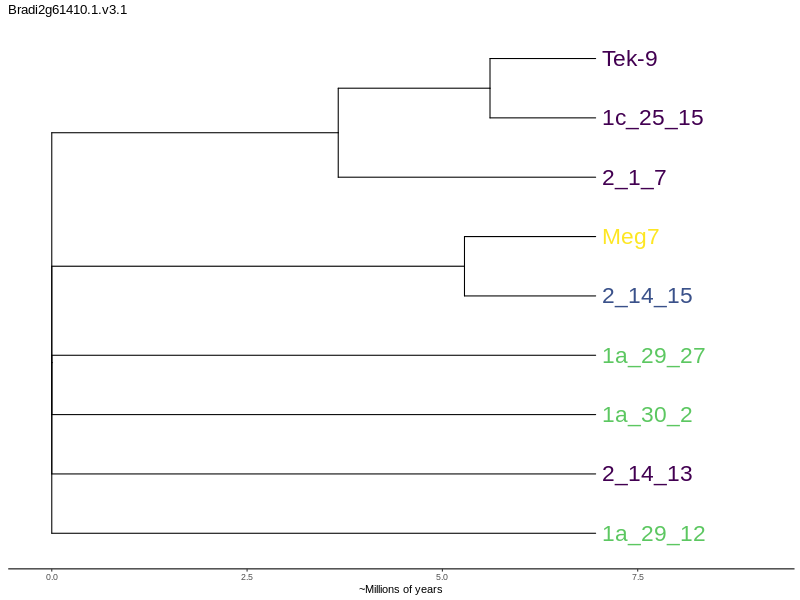 Bradi2g61410.1.v3.1
Tek-9
1c_25_15
2_1_7
Meg7
2_14_15
1a_29_27
1a_30_2
2_14_13
1a_29_12
0.0 2.5 5.0 7.5
~Millions of years